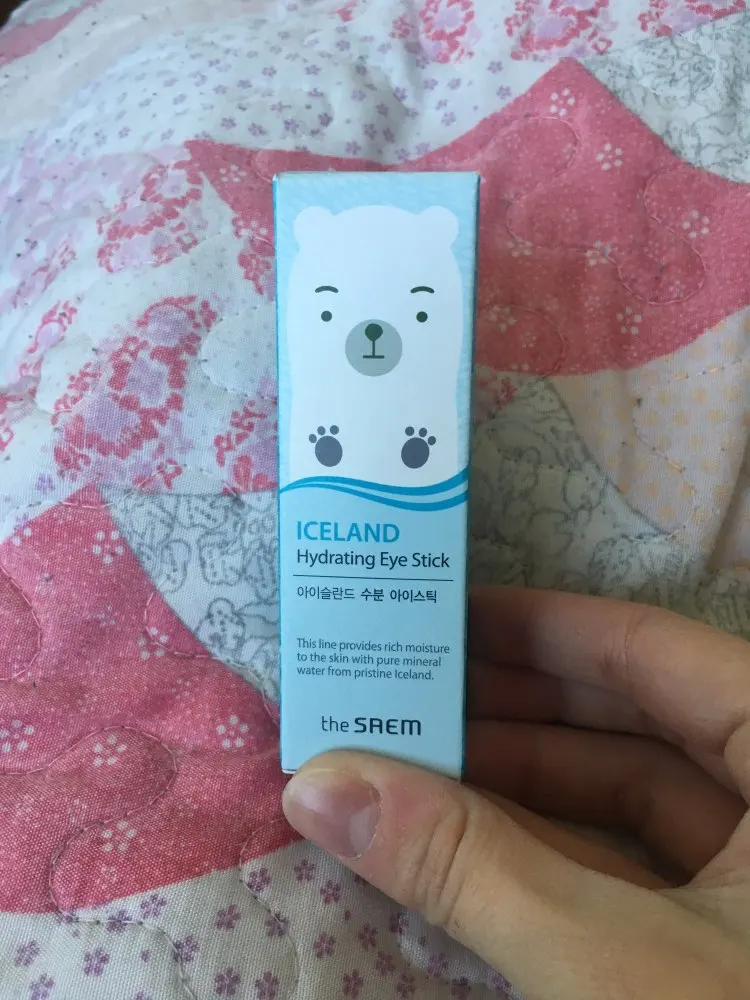 ICELAND
Hydrating Eye Stick
아이슬란드 수분 아이스틱
This line provides rich moisture
to the skin with pure mineral
water from pristine Iceland.
the SAEM